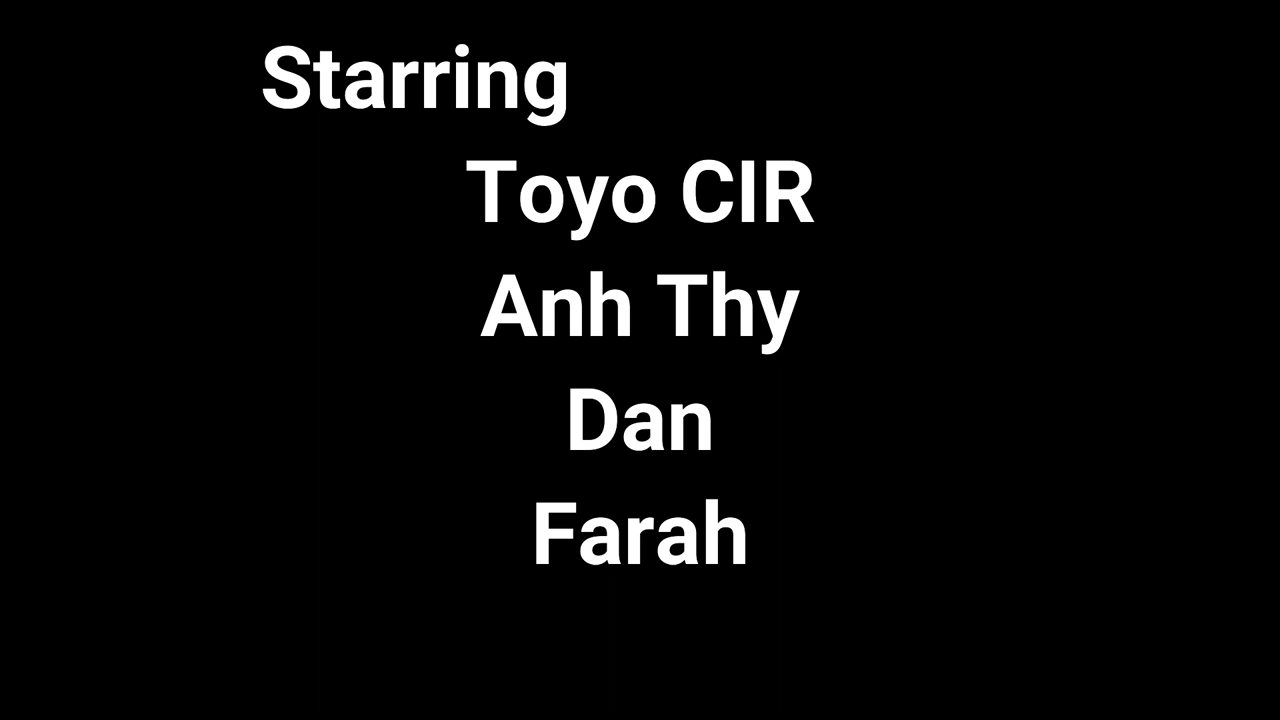 Starring
Toyo CIR
Anh Thy
Dan
Farah